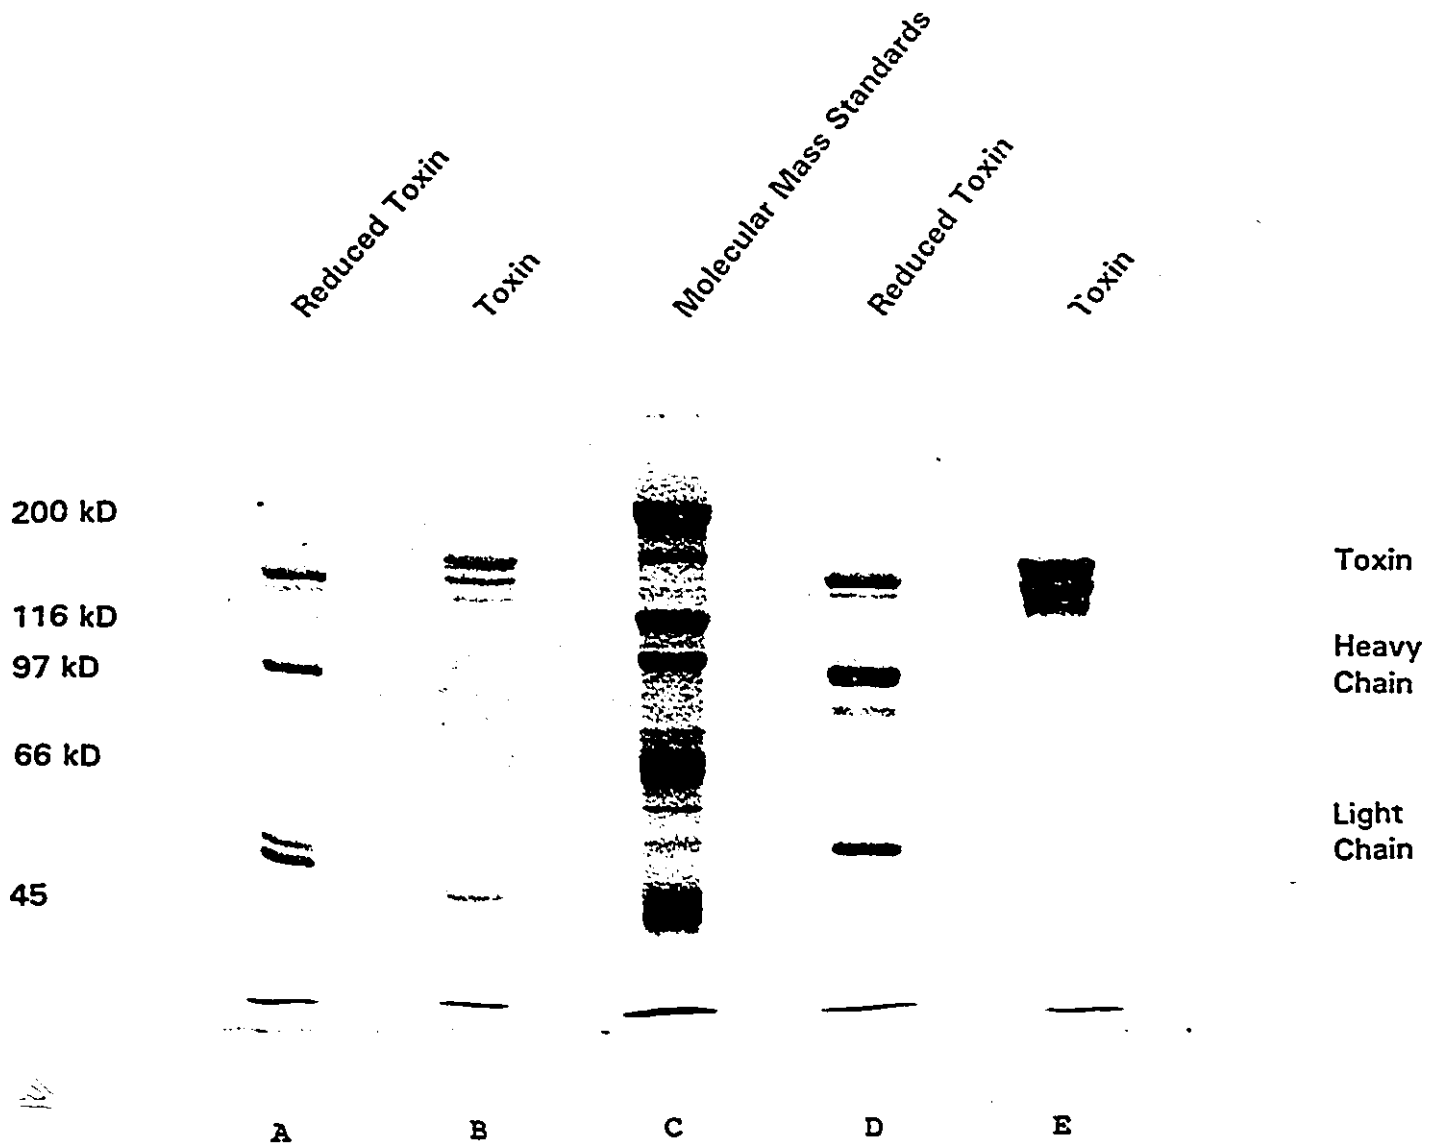 Reduced Toxin
Toxin
Molecular Mass Standards
Reduced Toxin
Toxin
200 kD
116 kD
97 kD
66 kD
45
Toxin
Heavy
Chain
Light
Chain
A B C D E